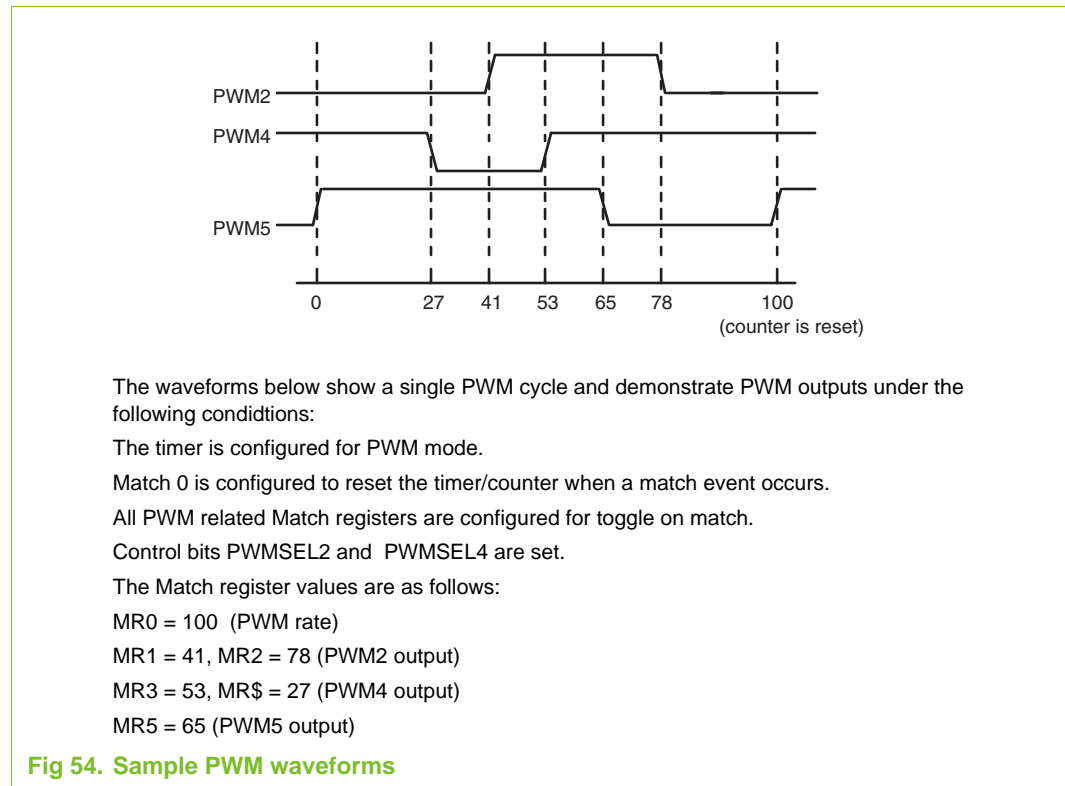 PWM2
PWM4
PWM5
0 27 41 53 65 78 100
(counter is reset)
The waveforms below show a single PWM cycle and demonstrate PWM outputs under the
following condidtions:
The timer is configured for PWM mode.
Match 0 is configured to reset the timer/counter when a match event occurs.
All PWM related Match registers are configured for toggle on match.
Control bits PWMSEL2 and PWMSEL4 are set.
The Match register values are as follows:
MR0 = 100 (PWM rate)
MR1 = 41, MR2 = 78 (PWM2 output)
MR3 = 53, MR$ = 27 (PWM4 output)
MR5 = 65 (PWM5 output)
Fig 54. Sample PWM waveforms